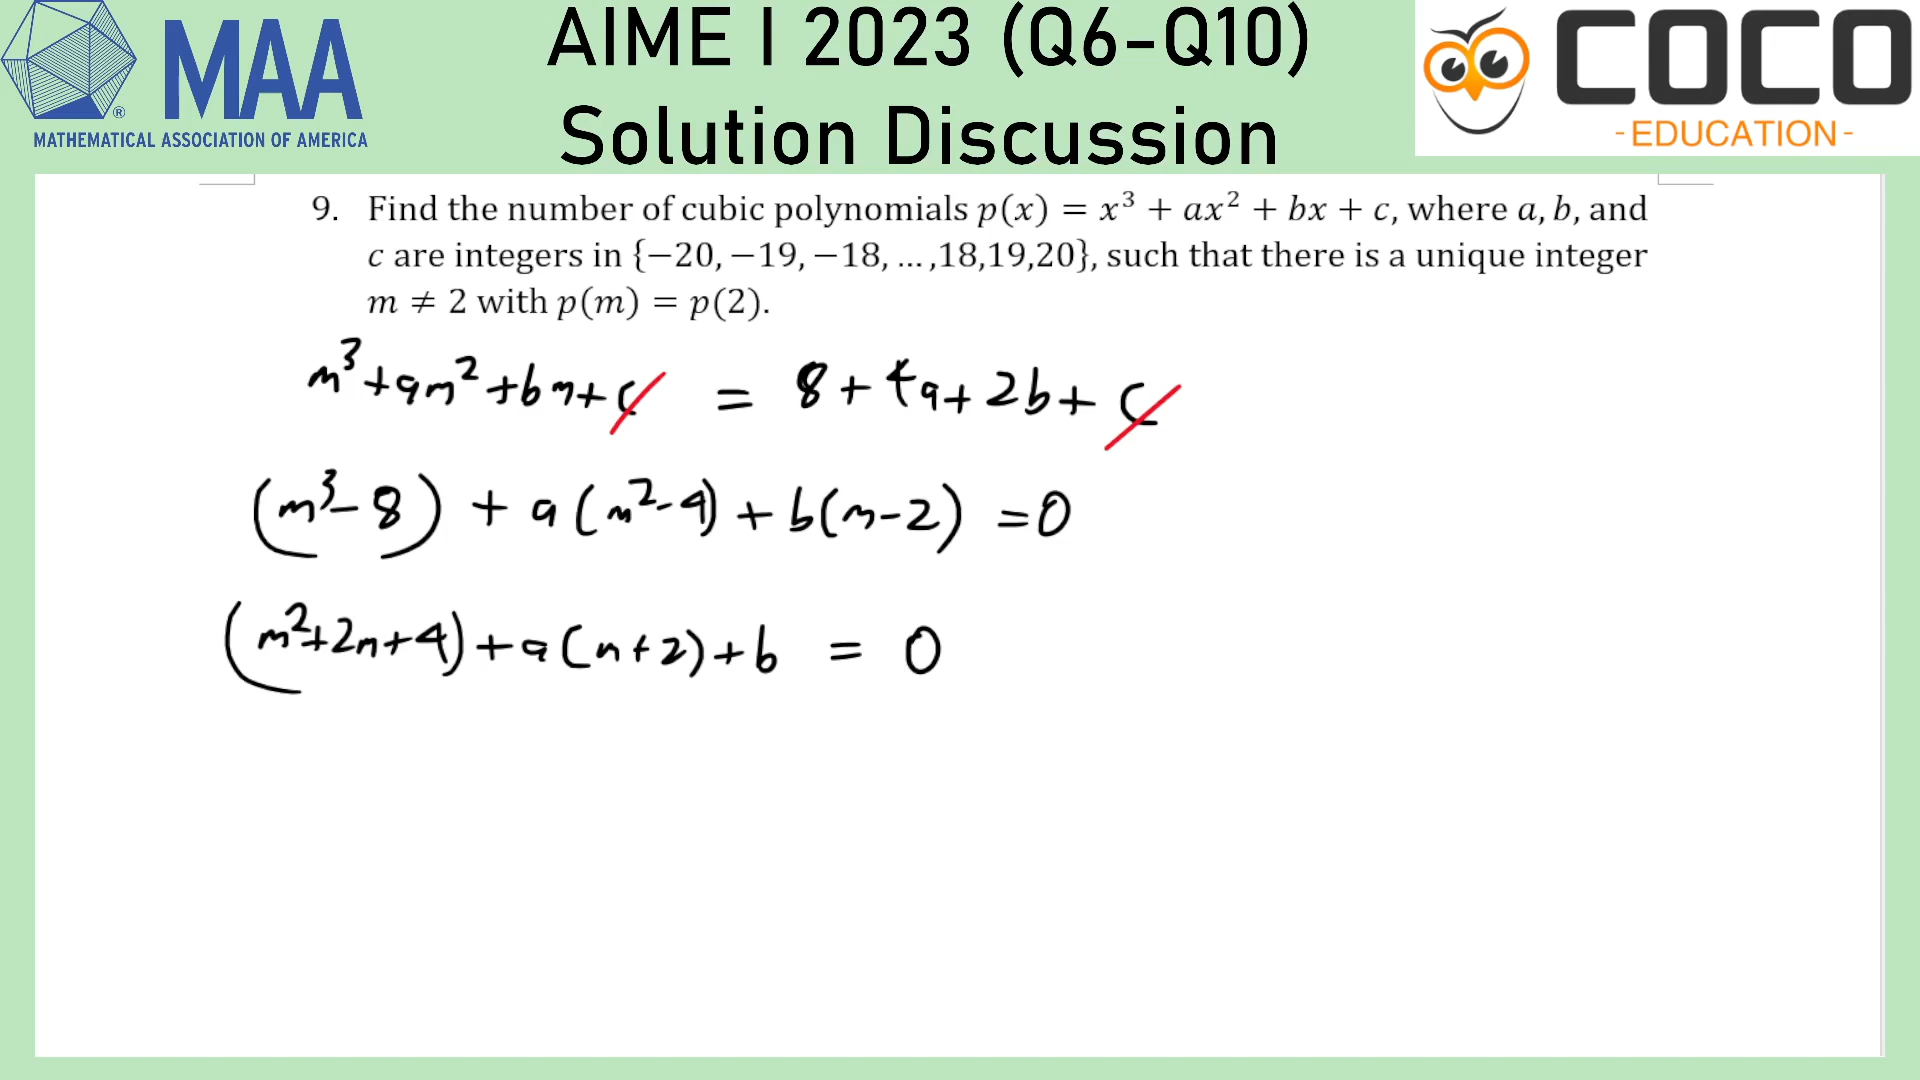 MAA
®
MATHEMATICAL ASSOCIATION OF AMERICA
AIME I 2023 (Q6-Q10)
Solution Discussion
COCO
-EDUCATION-
9. Find the number of cubic polynomials p(x) = x³ + ax² + bx + c, where a, b, and
c are integers in {−20, −19, −18, … ,18,19,20}, such that there is a unique integer
m ≠ 2 with p(m) = p(2).
m³+am²+bm+c = 8+4a+2b+c
(m³-8) + a(m²-4) + b(m-2) =0
(m²+2m+4)+a(m+2)+b = 0